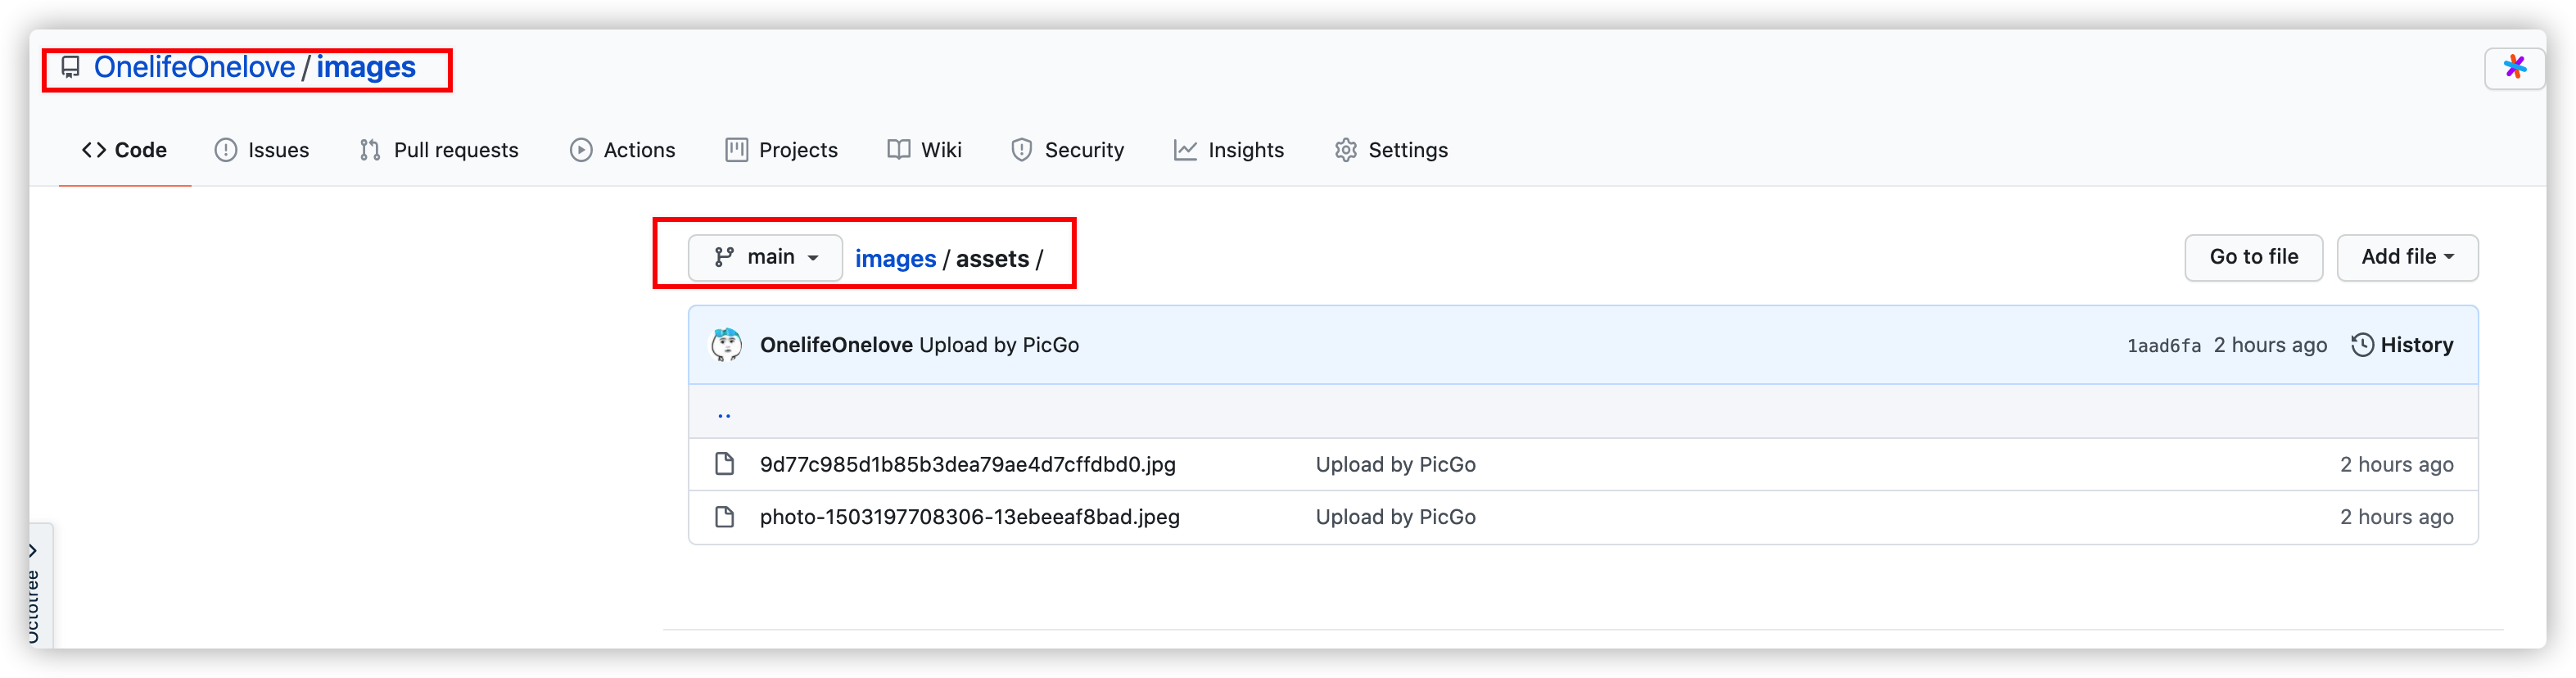 OnelifeOnelove / images
Code Issues Pull requests Actions Projects Wiki Security Insights Settings
main images / assets / Go to file Add file
OnelifeOnelove Upload by PicGo 1aad6fa 2 hours ago History
..
9d77c985d1b85b3dea79ae4d7cffdbd0.jpg Upload by PicGo 2 hours ago
photo-1503197708306-13ebeeaf8bad.jpeg Upload by PicGo 2 hours ago
Octotree